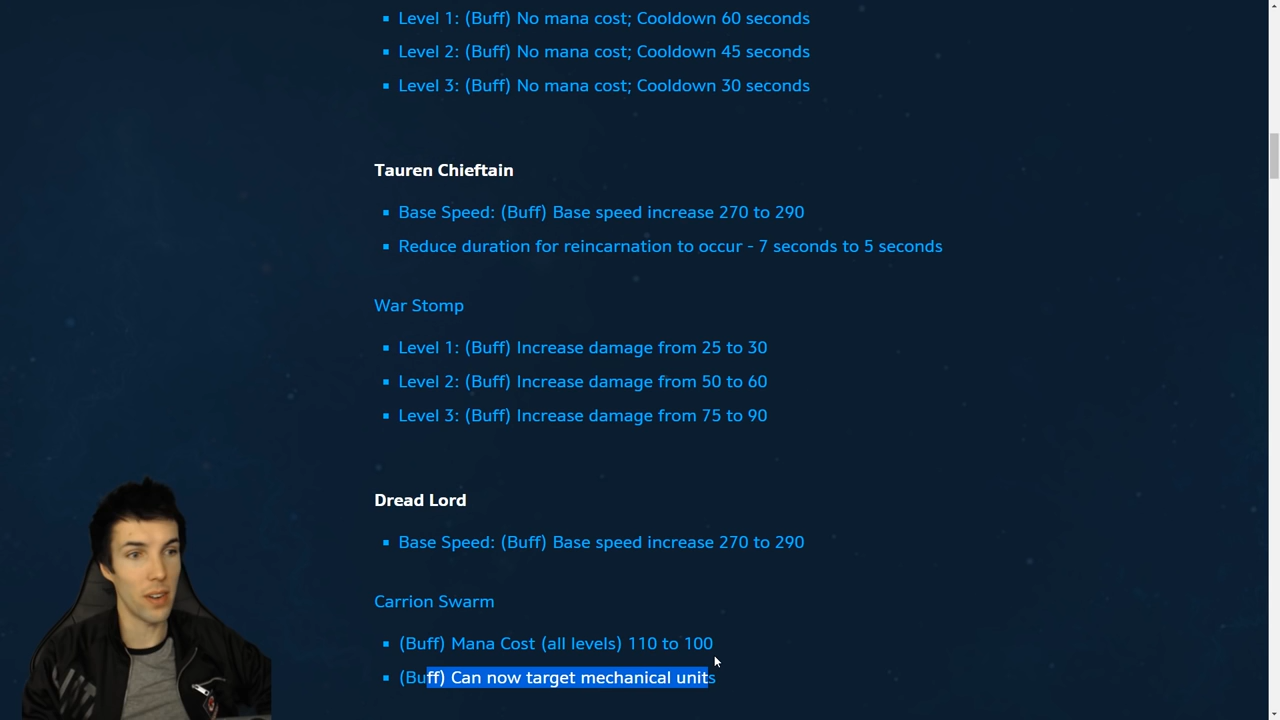 Level 1: (Buff) No mana cost; Cooldown 60 seconds
Level 2: (Buff) No mana cost; Cooldown 45 seconds
Level 3: (Buff) No mana cost; Cooldown 30 seconds
Tauren Chieftain
Base Speed: (Buff) Base speed increase 270 to 290
Reduce duration for reincarnation to occur - 7 seconds to 5 seconds
War Stomp
Level 1: (Buff) Increase damage from 25 to 30
Level 2: (Buff) Increase damage from 50 to 60
Level 3: (Buff) Increase damage from 75 to 90
Dread Lord
Base Speed: (Buff) Base speed increase 270 to 290
Carrion Swarm
(Buff) Mana Cost (all levels) 110 to 100
(Buff) Can now target mechanical units